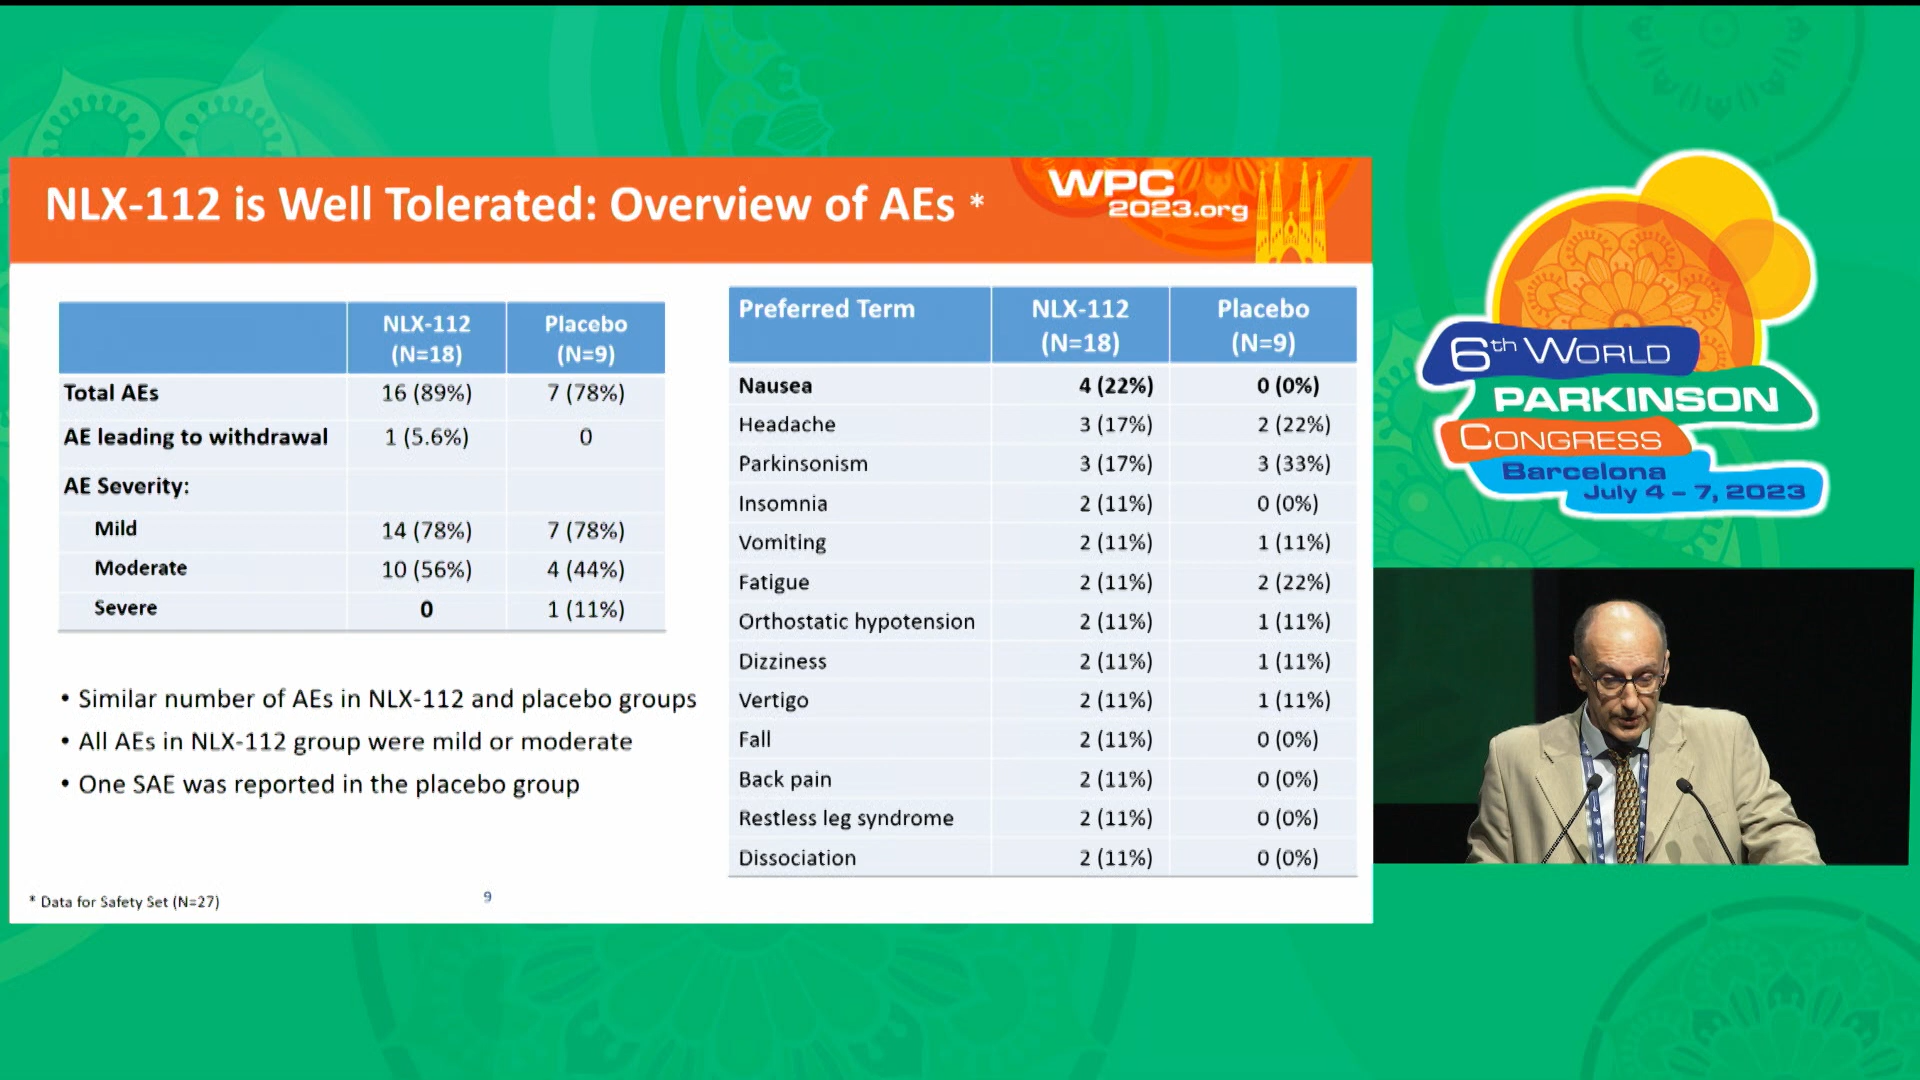 NLX-112 is Well Tolerated: Overview of AEs *
WPC
2023.org
NLX-112 Placebo
(N=18) (N=9)
Total AEs 16 (89%) 7 (78%)
AE leading to withdrawal 1 (5.6%) 0
AE Severity:
Mild 14 (78%) 7 (78%)
Moderate 10 (56%) 4 (44%)
Severe 0 1 (11%)
• Similar number of AEs in NLX-112 and placebo groups
• All AEs in NLX-112 group were mild or moderate
• One SAE was reported in the placebo group
* Data for Safety Set (N=27)
9
Preferred Term NLX-112 Placebo
(N=18) (N=9)
Nausea 4 (22%) 0 (0%)
Headache 3 (17%) 2 (22%)
Parkinsonism 3 (17%) 3 (33%)
Insomnia 2 (11%) 0 (0%)
Vomiting 2 (11%) 1 (11%)
Fatigue 2 (11%) 2 (22%)
Orthostatic hypotension 2 (11%) 1 (11%)
Dizziness 2 (11%) 1 (11%)
Vertigo 2 (11%) 1 (11%)
Fall 2 (11%) 0 (0%)
Back pain 2 (11%) 0 (0%)
Restless leg syndrome 2 (11%) 0 (0%)
Dissociation 2 (11%) 0 (0%)
6th World
Parkinson
Congress
Barcelona
July 4 – 7, 2023